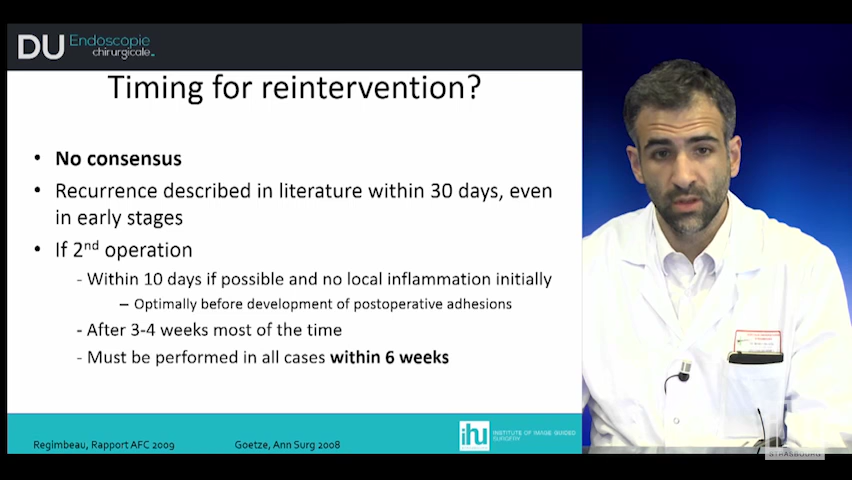 DU Endoscopie
chirurgicale
Timing for reintervention?
• No consensus
• Recurrence described in literature within 30 days, even
in early stages
• If 2nd operation
- Within 10 days if possible and no local inflammation initially
– Optimally before development of postoperative adhesions
- After 3-4 weeks most of the time
- Must be performed in all cases within 6 weeks
Regimbeau, Rapport AFC 2009
Goetze, Ann Surg 2008
ihu
INSTITUTE OF IMAGE GUIDED
SURGERY
STRASBOURG